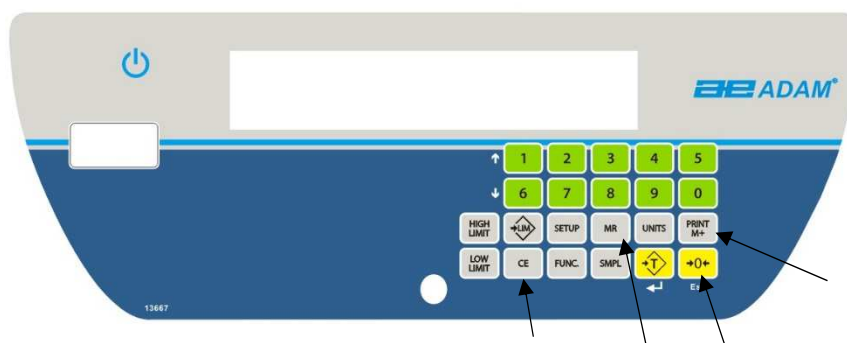 ADAM®
1 2 3 4 5
6 7 8 9 0
HIGH LIMIT LIM SETUP MR UNITS PRINT M+
LOW LIMIT CE FUNC. SMPL T 0
13667